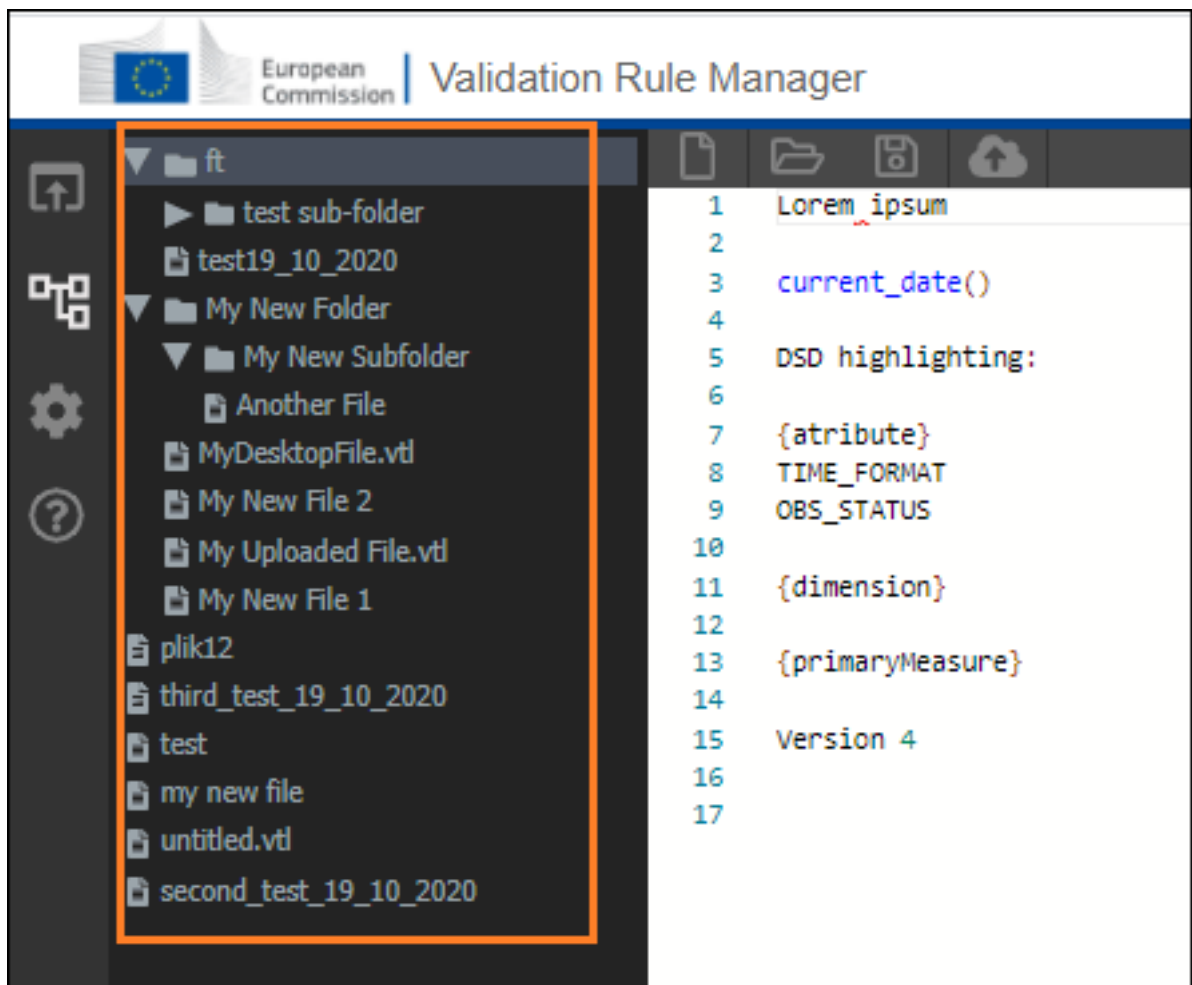 European
Commission
Validation Rule Manager
ft
test sub-folder
test19_10_2020
My New Folder
My New Subfolder
Another File
MyDesktopFile.vtl
My New File 2
My Uploaded File.vtl
My New File 1
plik12
third_test_19_10_2020
test
my new file
untitled.vtl
second_test_19_10_2020
1 Lorem ipsum
2
3 current_date()
4
5 DSD highlighting:
6
7 {atribute}
8 TIME_FORMAT
9 OBS_STATUS
10
11 {dimension}
12
13 {primaryMeasure}
14
15 Version 4
16
17